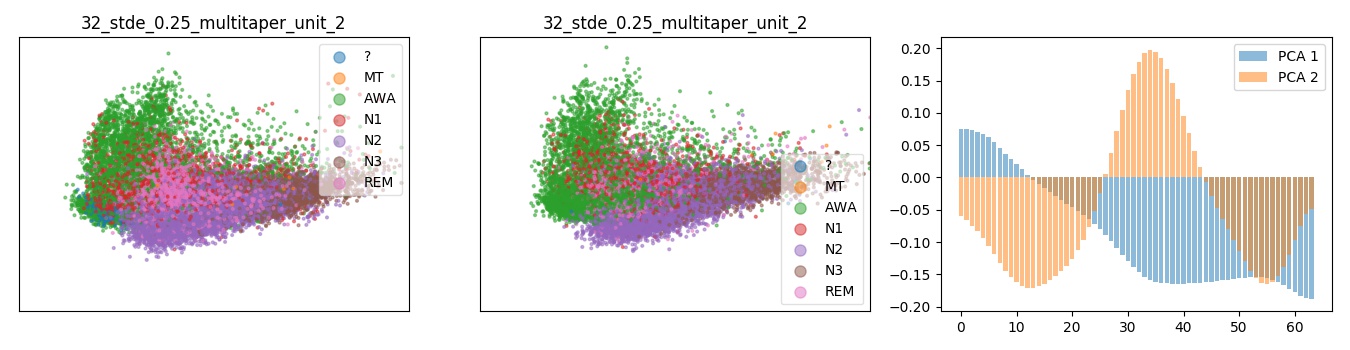 32_stde_0.25_multitaper_unit_2
?
MT
AWA
N1
N2
N3
REM
32_stde_0.25_multitaper_unit_2
?
MT
AWA
N1
N2
N3
REM
PCA 1
PCA 2
0.20
0.15
0.10
0.05
0.00
−0.05
−0.10
−0.15
−0.20
0 10 20 30 40 50 60